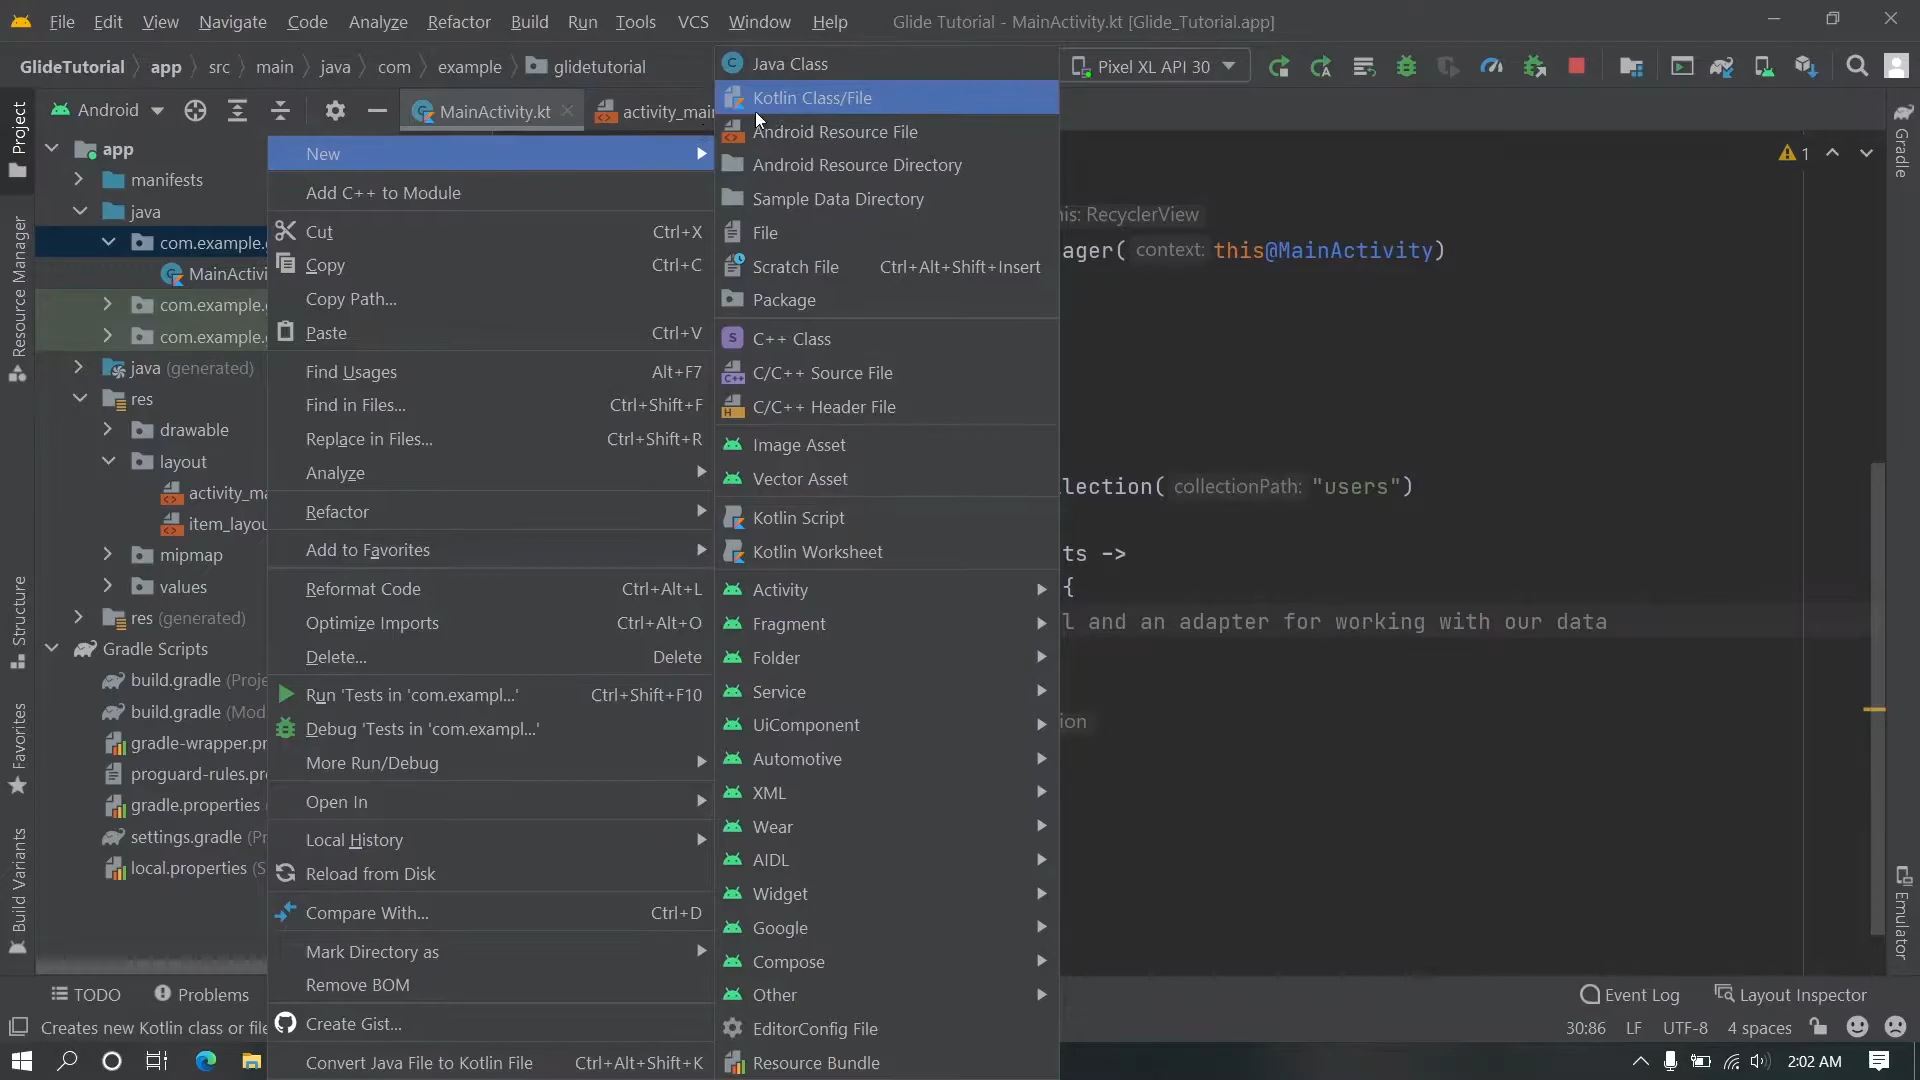 File Edit View Navigate Code Analyze Refactor Build Run Tools VCS Window Help Glide Tutorial - MainActivity.kt [Glide_Tutorial.app]
GlideTutorial app src main java com example glidetutorial Pixel XL API 30
Android MainActivity.kt activity_mai
Project
Resource Manager
Structure
Favorites
Build Variants
app
manifests
java
com.example.
MainActivi
com.example.
com.example.
java (generated)
res
drawable
layout
activity_ma
item_layou
mipmap
values
res (generated)
Gradle Scripts
build.gradle (Proje
build.gradle (Mod
gradle-wrapper.pr
proguard-rules.pro
gradle.properties
settings.gradle (Pr
local.properties (S
New
Add C++ to Module
Cut Ctrl+X
Copy Ctrl+C
Copy Path...
Paste Ctrl+V
Find Usages Alt+F7
Find in Files... Ctrl+Shift+F
Replace in Files... Ctrl+Shift+R
Analyze
Refactor
Add to Favorites
Reformat Code Ctrl+Alt+L
Optimize Imports Ctrl+Alt+O
Delete... Delete
Run 'Tests in 'com.exampl...' Ctrl+Shift+F10
Debug 'Tests in 'com.exampl...'
More Run/Debug
Open In
Local History
Reload from Disk
Compare With... Ctrl+D
Mark Directory as
Remove BOM
Create Gist...
Convert Java File to Kotlin File Ctrl+Alt+Shift+K
Java Class
Kotlin Class/File
Android Resource File
Android Resource Directory
Sample Data Directory
File
Scratch File Ctrl+Alt+Shift+Insert
Package
C++ Class
C/C++ Source File
C/C++ Header File
Image Asset
Vector Asset
Kotlin Script
Kotlin Worksheet
Activity
Fragment
Folder
Service
UiComponent
Automotive
XML
Wear
AIDL
Widget
Google
Compose
Other
EditorConfig File
Resource Bundle
1
his: RecyclerView
ager( context: this@MainActivity)
lection( collectionPath: "users")
ts ->
{
l and an adapter for working with our data
ion
Gradle
Emulator
TODO Problems Event Log Layout Inspector
Creates new Kotlin class or file 30:86 LF UTF-8 4 spaces
2:02 AM